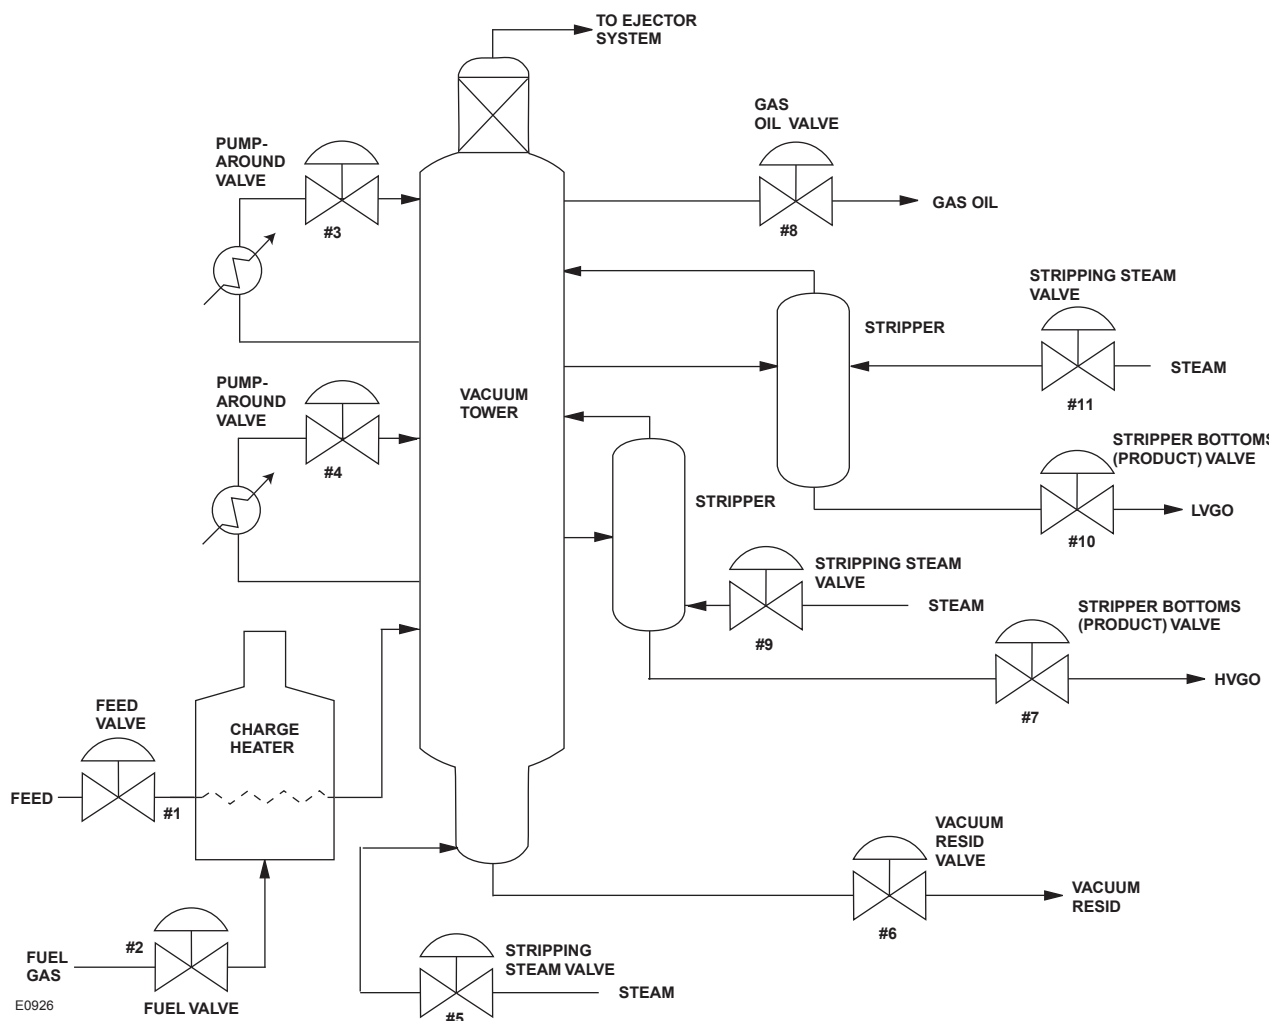 TO EJECTOR
SYSTEM
GAS
OIL VALVE
PUMP-
AROUND
VALVE
#3
#8
GAS OIL
STRIPPING STEAM
VALVE
STRIPPER
STEAM
#11
PUMP-
AROUND
VALVE
VACUUM
TOWER
#4
STRIPPER BOTTOMS
(PRODUCT) VALVE
STRIPPER
LVGO
#10
STRIPPING STEAM
VALVE
STEAM
#9
STRIPPER BOTTOMS
(PRODUCT) VALVE
HVGO
#7
FEED
VALVE
CHARGE
HEATER
FEED
#1
VACUUM
RESID
VALVE
VACUUM
RESID
#6
#2
FUEL
GAS
FUEL VALVE
STRIPPING
STEAM VALVE
STEAM
#5
E0926